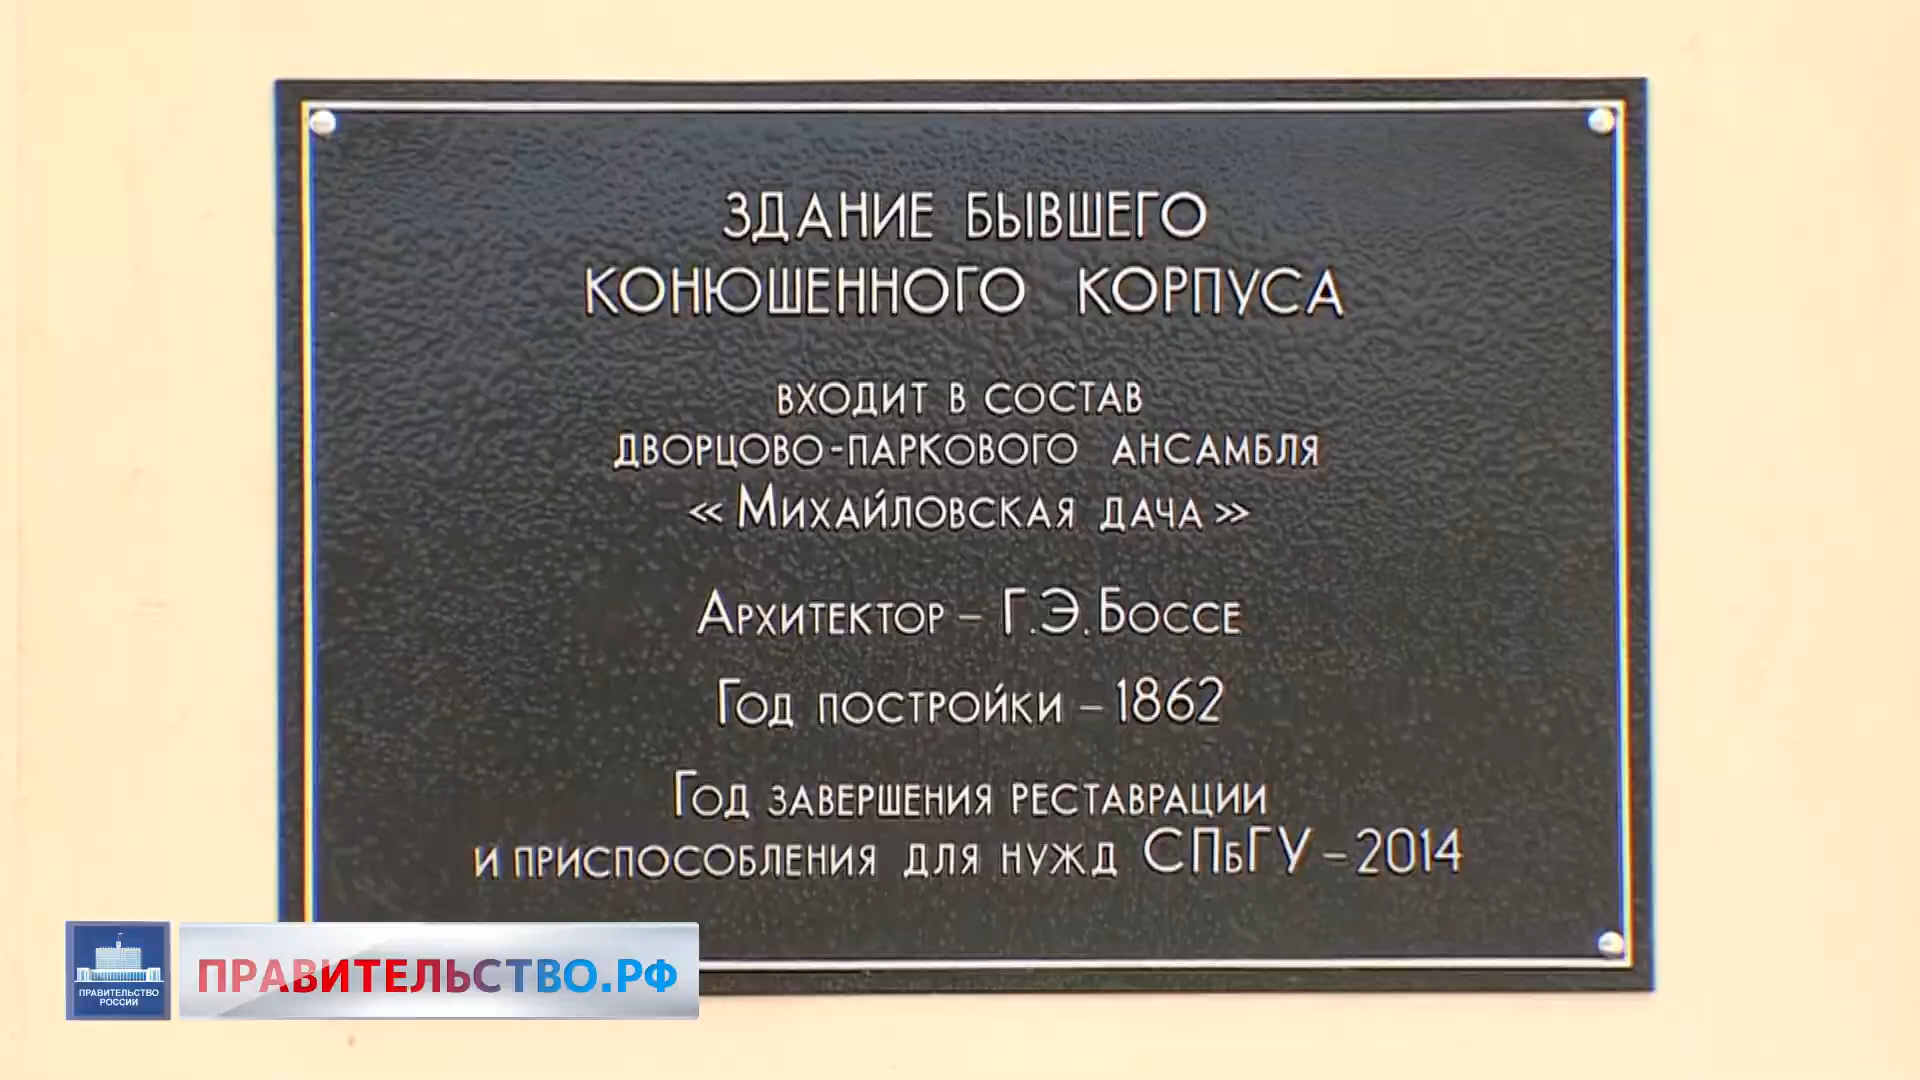 ЗДАНИЕ БЫВШЕГО
КОНЮШЕННОГО КОРПУСА
ВХОДИТ В СОСТАВ
ДВОРЦОВО-ПАРКОВОГО АНСАМБЛЯ
«МИХАЙЛОВСКАЯ ДАЧА»
АРХИТЕКТОР – Г.Э.БОССЕ
ГОД ПОСТРОЙКИ – 1862
ГОД ЗАВЕРШЕНИЯ РЕСТАВРАЦИИ
И ПРИСПОСОБЛЕНИЯ ДЛЯ НУЖД СПбГУ – 2014
ПРАВИТЕЛЬСТВО
РОССИИ
ПРАВИТЕЛЬСТВО.РФ